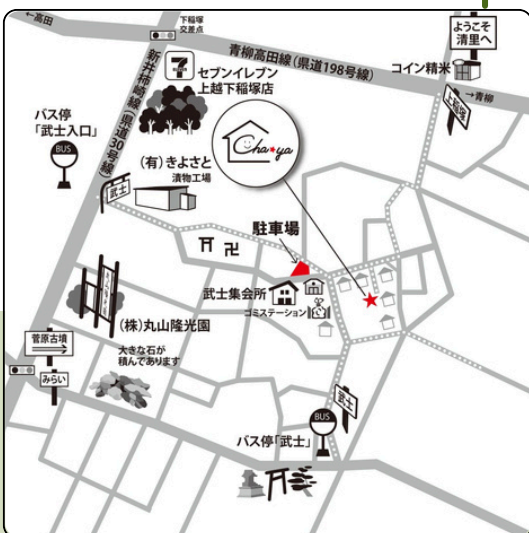 ←高田
下稲塚
交差点
ようこそ
清里へ
青柳高田線(県道198号線)
コイン精米
→青柳
上稲塚
新井柿崎線(県道30号線)
7
ELEVEN
セブンイレブン
上越下稲塚店
バス停
「武士入口」
BUS
Cha★ya
(有)きよさと
漬物工場
武士
卍
駐車場
武士集会所
ゴミステーション
(株)丸山隆光園
菅原古墳
みらい
大きな石が
積んであります
武士
BUS
バス停「武士」